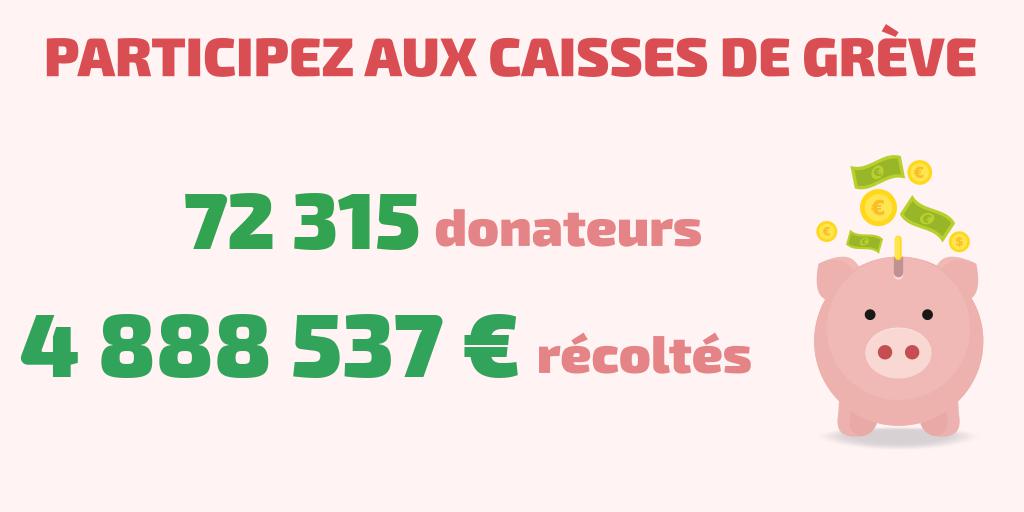 PARTICIPEZ AUX CAISSES DE GRÈVE
72 315 donateurs
4 888 537 € récoltés